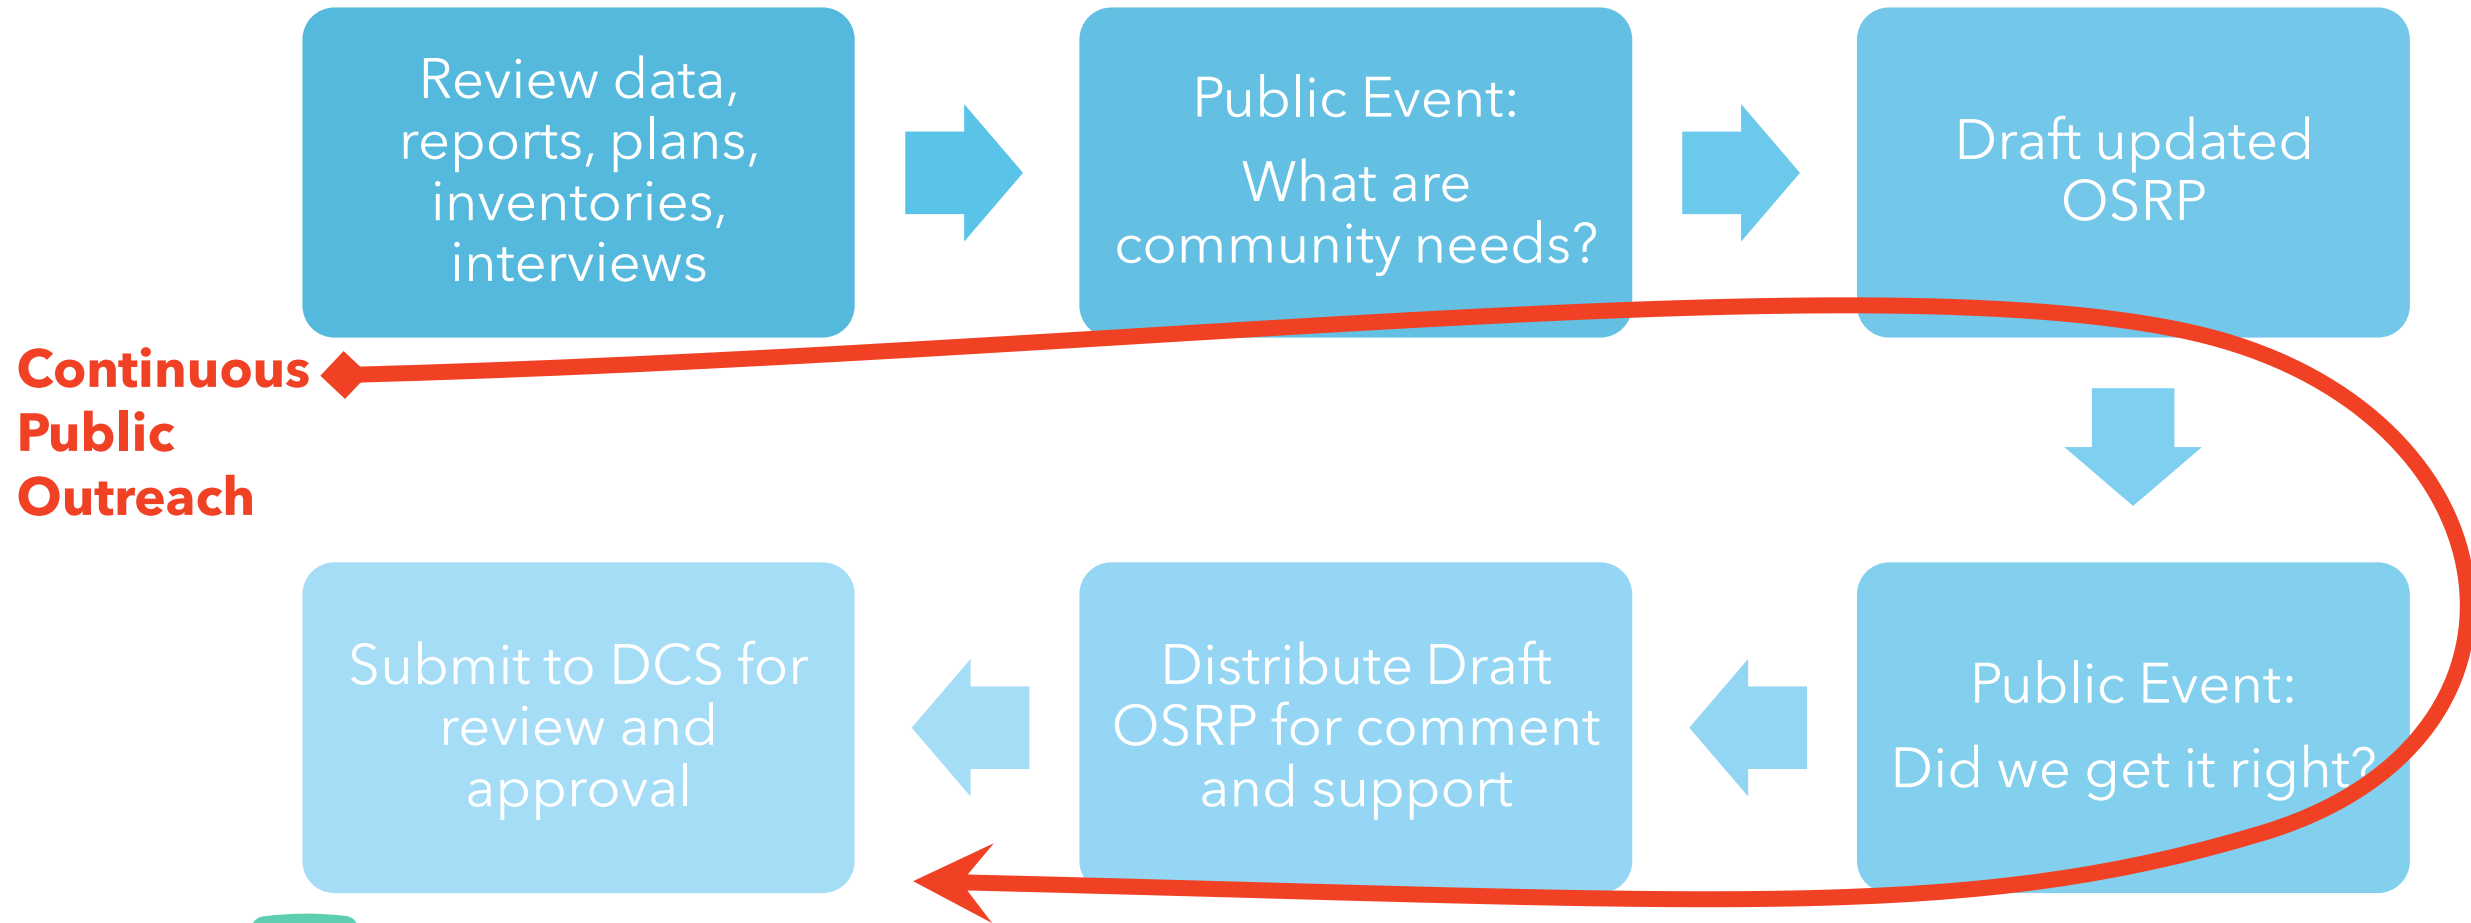 Review data,
reports, plans,
inventories,
interviews
Public Event:
What are
community needs?
Draft updated
OSRP
Continuous
Public
Outreach
Public Event:
Did we get it right?
Distribute Draft
OSRP for comment
and support
Submit to DCS for
review and
approval